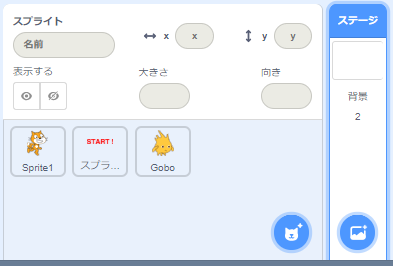 スプライト
名前
x
x
y
y
表示する
大きさ
向き
Sprite1
START!
スプラ...
Gobo
ステージ
背景
2